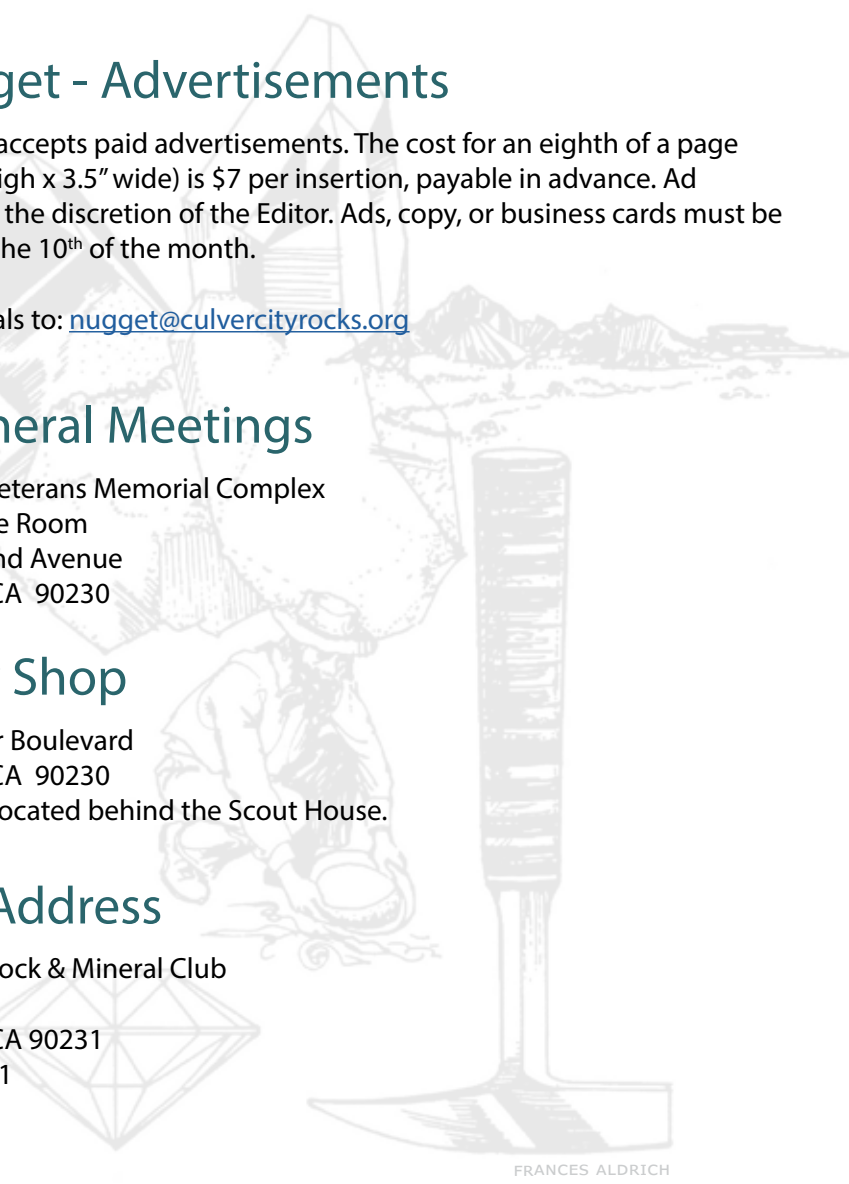 get - Advertisements
accepts paid advertisements. The cost for an eighth of a page
igh x 3.5” wide) is $7 per insertion, payable in advance. Ad
the discretion of the Editor. Ads, copy, or business cards must be
he 10th of the month.
als to: nugget@culvercityrocks.org
neral Meetings
eterans Memorial Complex
e Room
nd Avenue
CA 90230
Shop
r Boulevard
CA 90230
ocated behind the Scout House.
Address
ock & Mineral Club
CA 90231
1
FRANCES ALDRICH